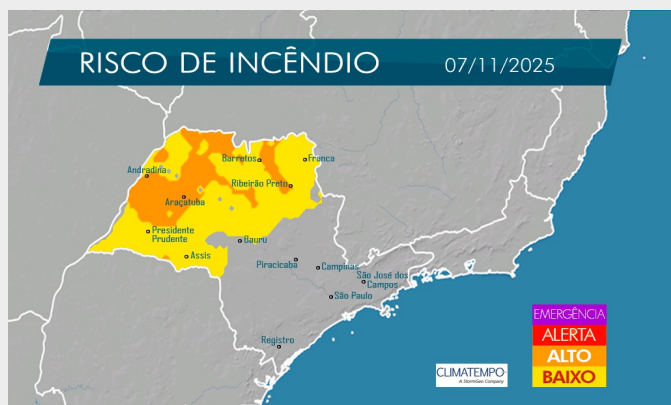 RISCO DE INCÊNDIO
07/11/2025
Barretos
Franca
Andradina
Ribeirão Preto
Araçatuba
Presidente
Prudente
Bauru
Assis
Piracicaba
Campinas
São José dos
Campos
São Paulo
Registro
EMERGÊNCIA
ALERTA
ALTO
BAIXO
CLIMATEMPO
A StormGeo Company